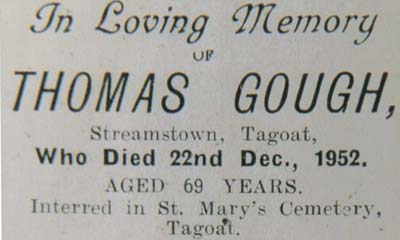 In Loving Memory
OF
THOMAS GOUGH,
Streamstown, Tagoat,
Who Died 22nd Dec., 1952.
AGED 69 YEARS.
Interred in St. Mary's Cemetery,
Tagoat.